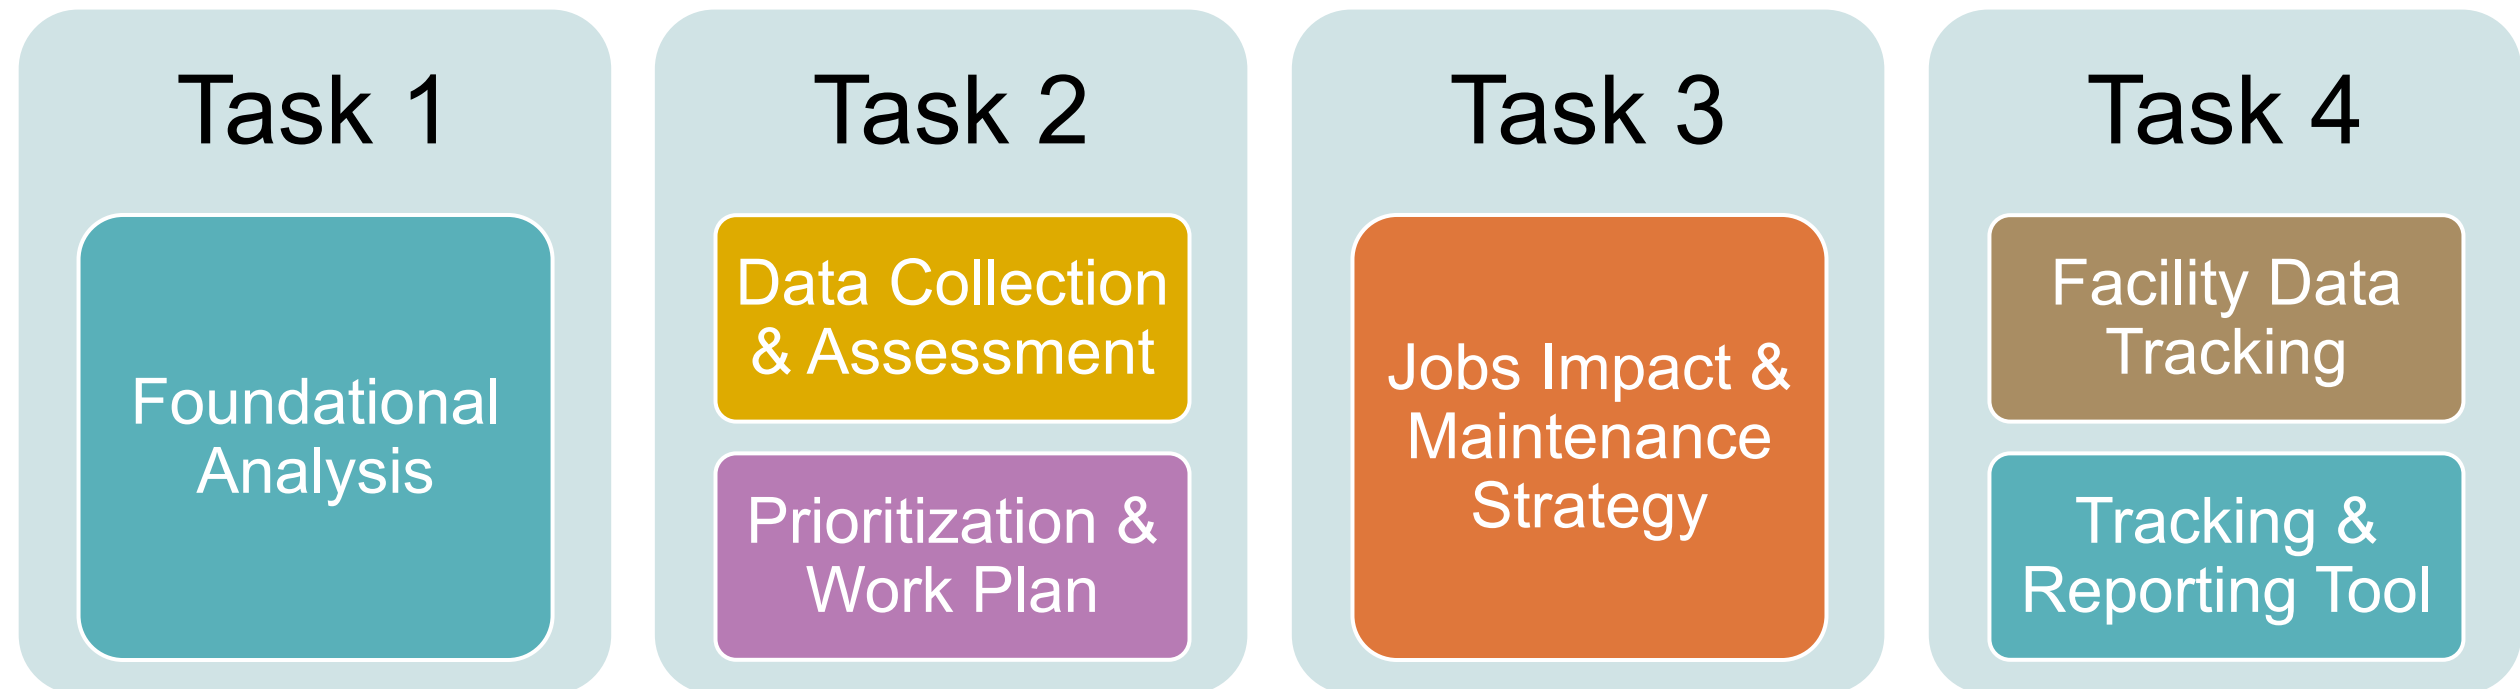 Task 1
Foundational
Analysis
Task 2
Data Collection
& Assessment
Prioritization &
Work Plan
Task 3
Jobs Impact &
Maintenance
Strategy
Task 4
Facility Data
Tracking
Tracking &
Reporting Tool